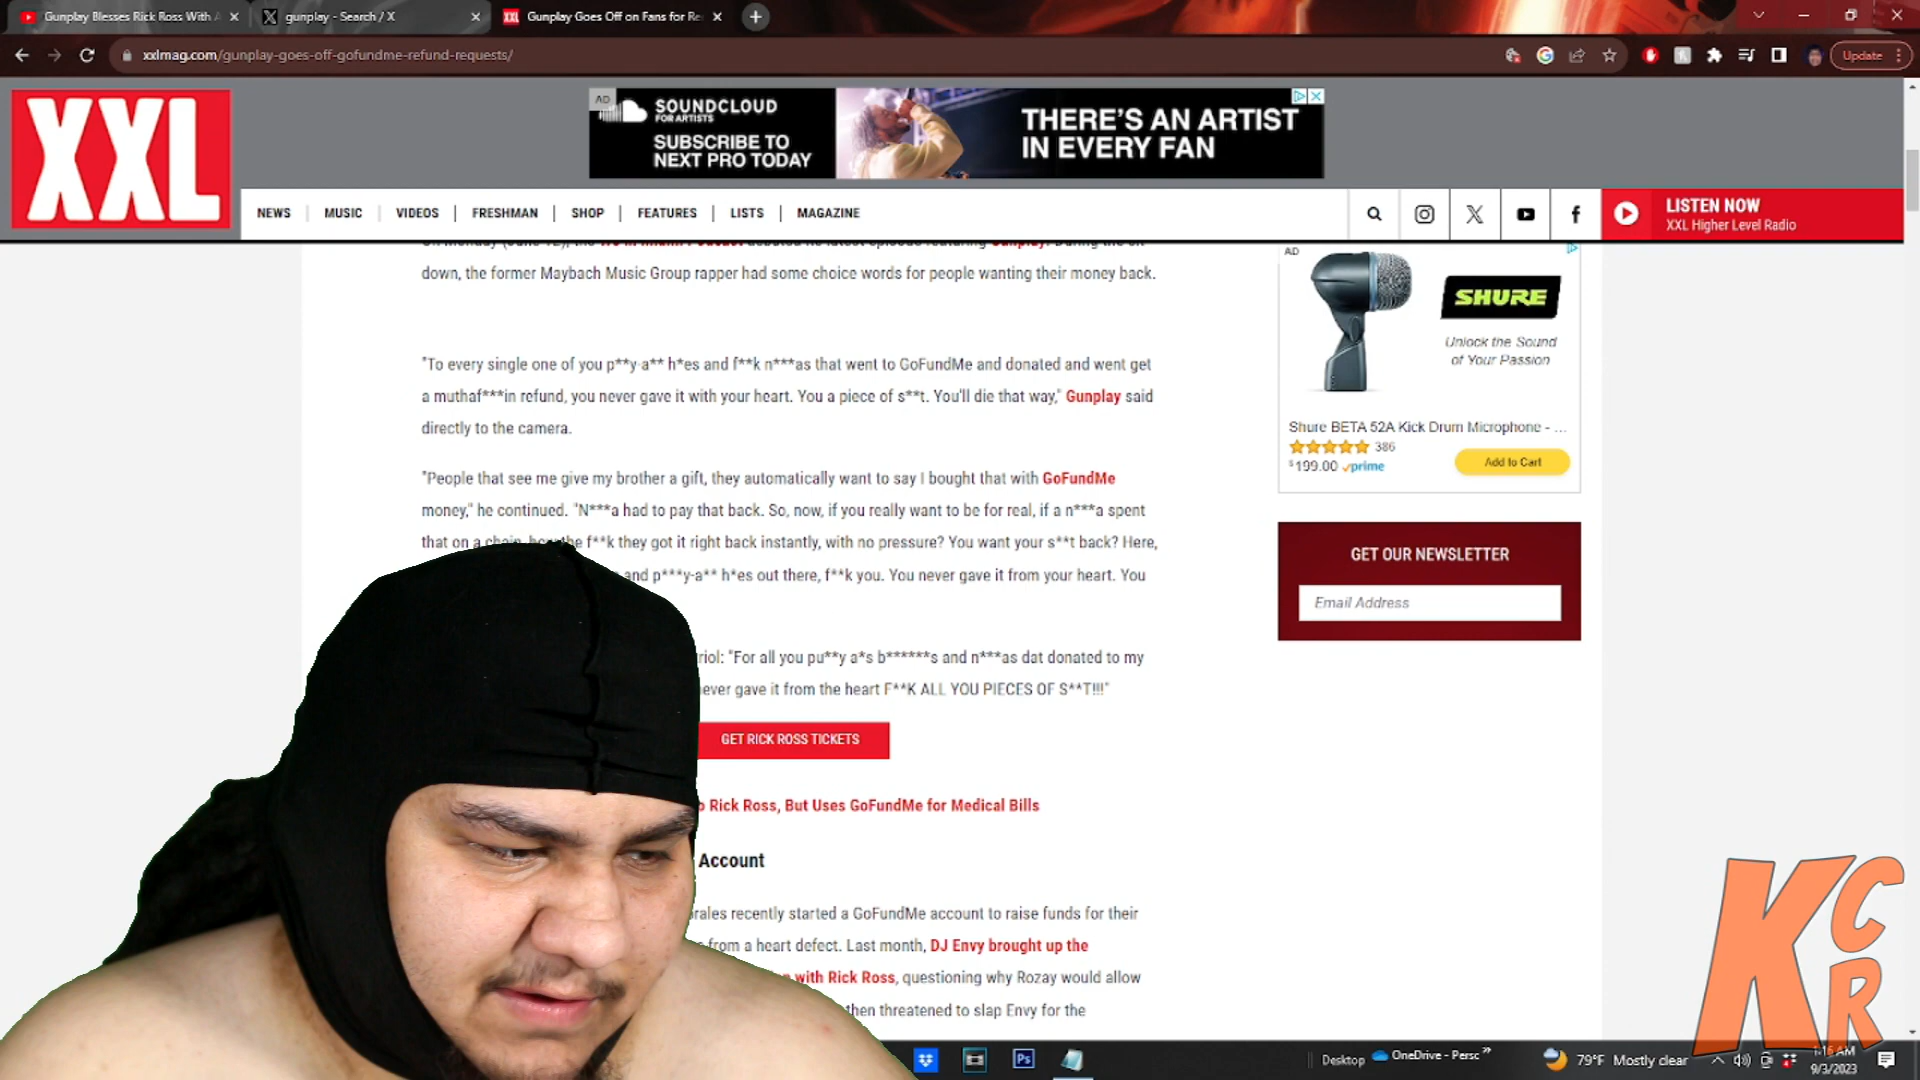 Gunplay Blesses Rick Ross With A
gunplay - Search / X
XXL Gunplay Goes Off on Fans for Re
xxlmag.com/gunplay-goes-off-gofundme-refund-requests/
Update
XXL
AD
SOUNDCLOUD
FOR ARTISTS
SUBSCRIBE TO
NEXT PRO TODAY
THERE'S AN ARTIST
IN EVERY FAN
NEWS
MUSIC
VIDEOS
FRESHMAN
SHOP
FEATURES
LISTS
MAGAZINE
LISTEN NOW
XXL Higher Level Radio
down, the former Maybach Music Group rapper had some choice words for people wanting their money back.
"To every single one of you p**y-a** h*es and f**k n***as that went to GoFundMe and donated and went get
a muthaf***in refund, you never gave it with your heart. You a piece of s**t. You'll die that way," Gunplay said
directly to the camera.
"People that see me give my brother a gift, they automatically want to say I bought that with GoFundMe
money," he continued. "N***a had to pay that back. So, now, if you really want to be for real, if a n***a spent
that on a chain, how the f**k they got it right back instantly, with no pressure? You want your s**t back? Here,
and p***y-a** h*es out there, f**k you. You never gave it from your heart. You
riol: "For all you pu**y a*s b******s and n***as dat donated to my
ever gave it from the heart F**K ALL YOU PIECES OF S**T!!!"
GET RICK ROSS TICKETS
Rick Ross, But Uses GoFundMe for Medical Bills
Account
rales recently started a GoFundMe account to raise funds for their
from a heart defect. Last month, DJ Envy brought up the
with Rick Ross, questioning why Rozay would allow
then threatened to slap Envy for the
AD
SHURE
Unlock the Sound
of Your Passion
Shure BETA 52A Kick Drum Microphone - ...
386
$199.00 prime
Add to Cart
GET OUR NEWSLETTER
Email Address
KCR
Ps
Desktop
OneDrive - Persc
79°F Mostly clear
1:16 AM
9/3/2023